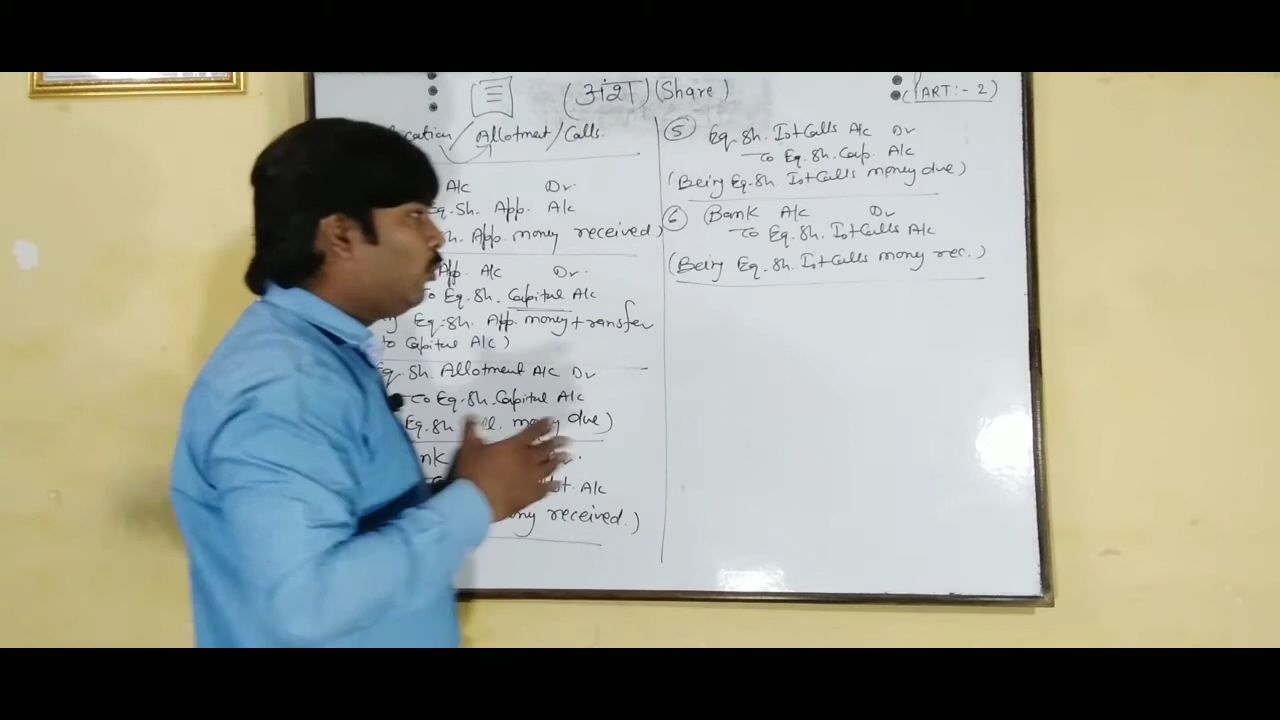 (अंश) (Share)
(PART:- 2)
Allotment/Calls.
A/c Dr.
Eq.Sh. App. A/c
Sh. App. money received)
App. A/c Dr.
To Eq.Sh. Capital A/c
Eq.Sh. App. money transfer
to Capital A/c)
Eq.Sh. Allotment A/c Dr
To Eq.Sh. Capital A/c
Eq.Sh money due)
A/c
received.)
⑤ Eq.Sh. Ist Calls A/c Dr
To Eq.Sh.Cap. A/c
(Being Eq.Sh Ist Calls money due)
⑥ Bank A/c Dr
To Eq.Sh. Ist Calls A/c
(Being Eq.Sh. Ist Calls money rec.)